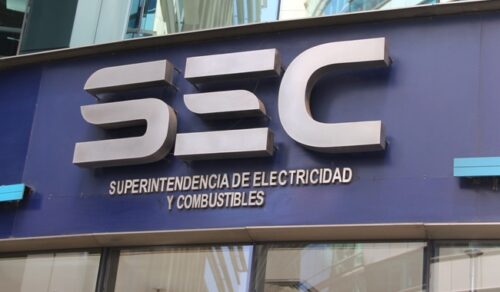 SEC
SUPERINTENDENCIA DE ELECTRICIDAD
Y COMBUSTIBLES